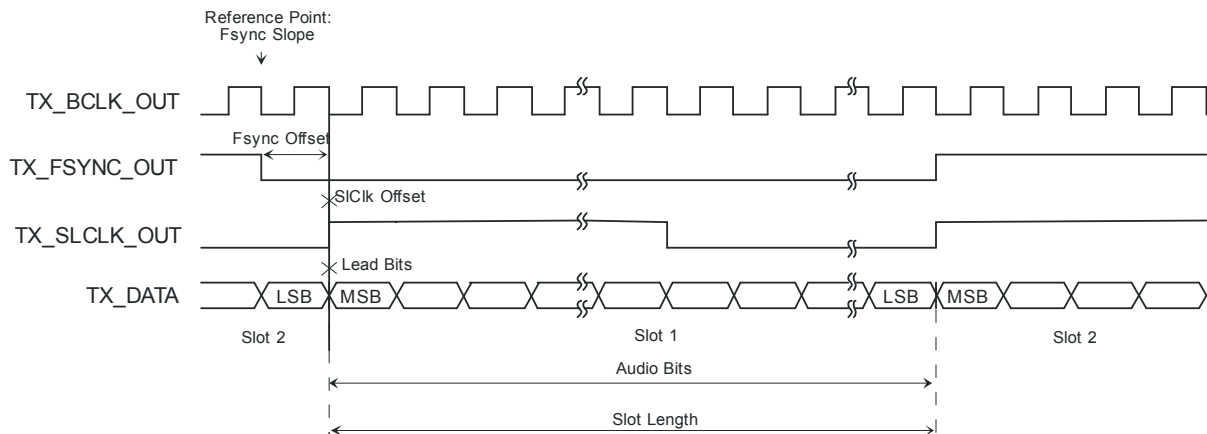 Reference Point:
Fsync Slope
TX_BCLK_OUT
Fsync Offset
TX_FSYNC_OUT
SlClk Offset
TX_SLCLK_OUT
Lead Bits
TX_DATA
LSB
MSB
LSB
MSB
Slot 2
Slot 1
Slot 2
Audio Bits
Slot Length